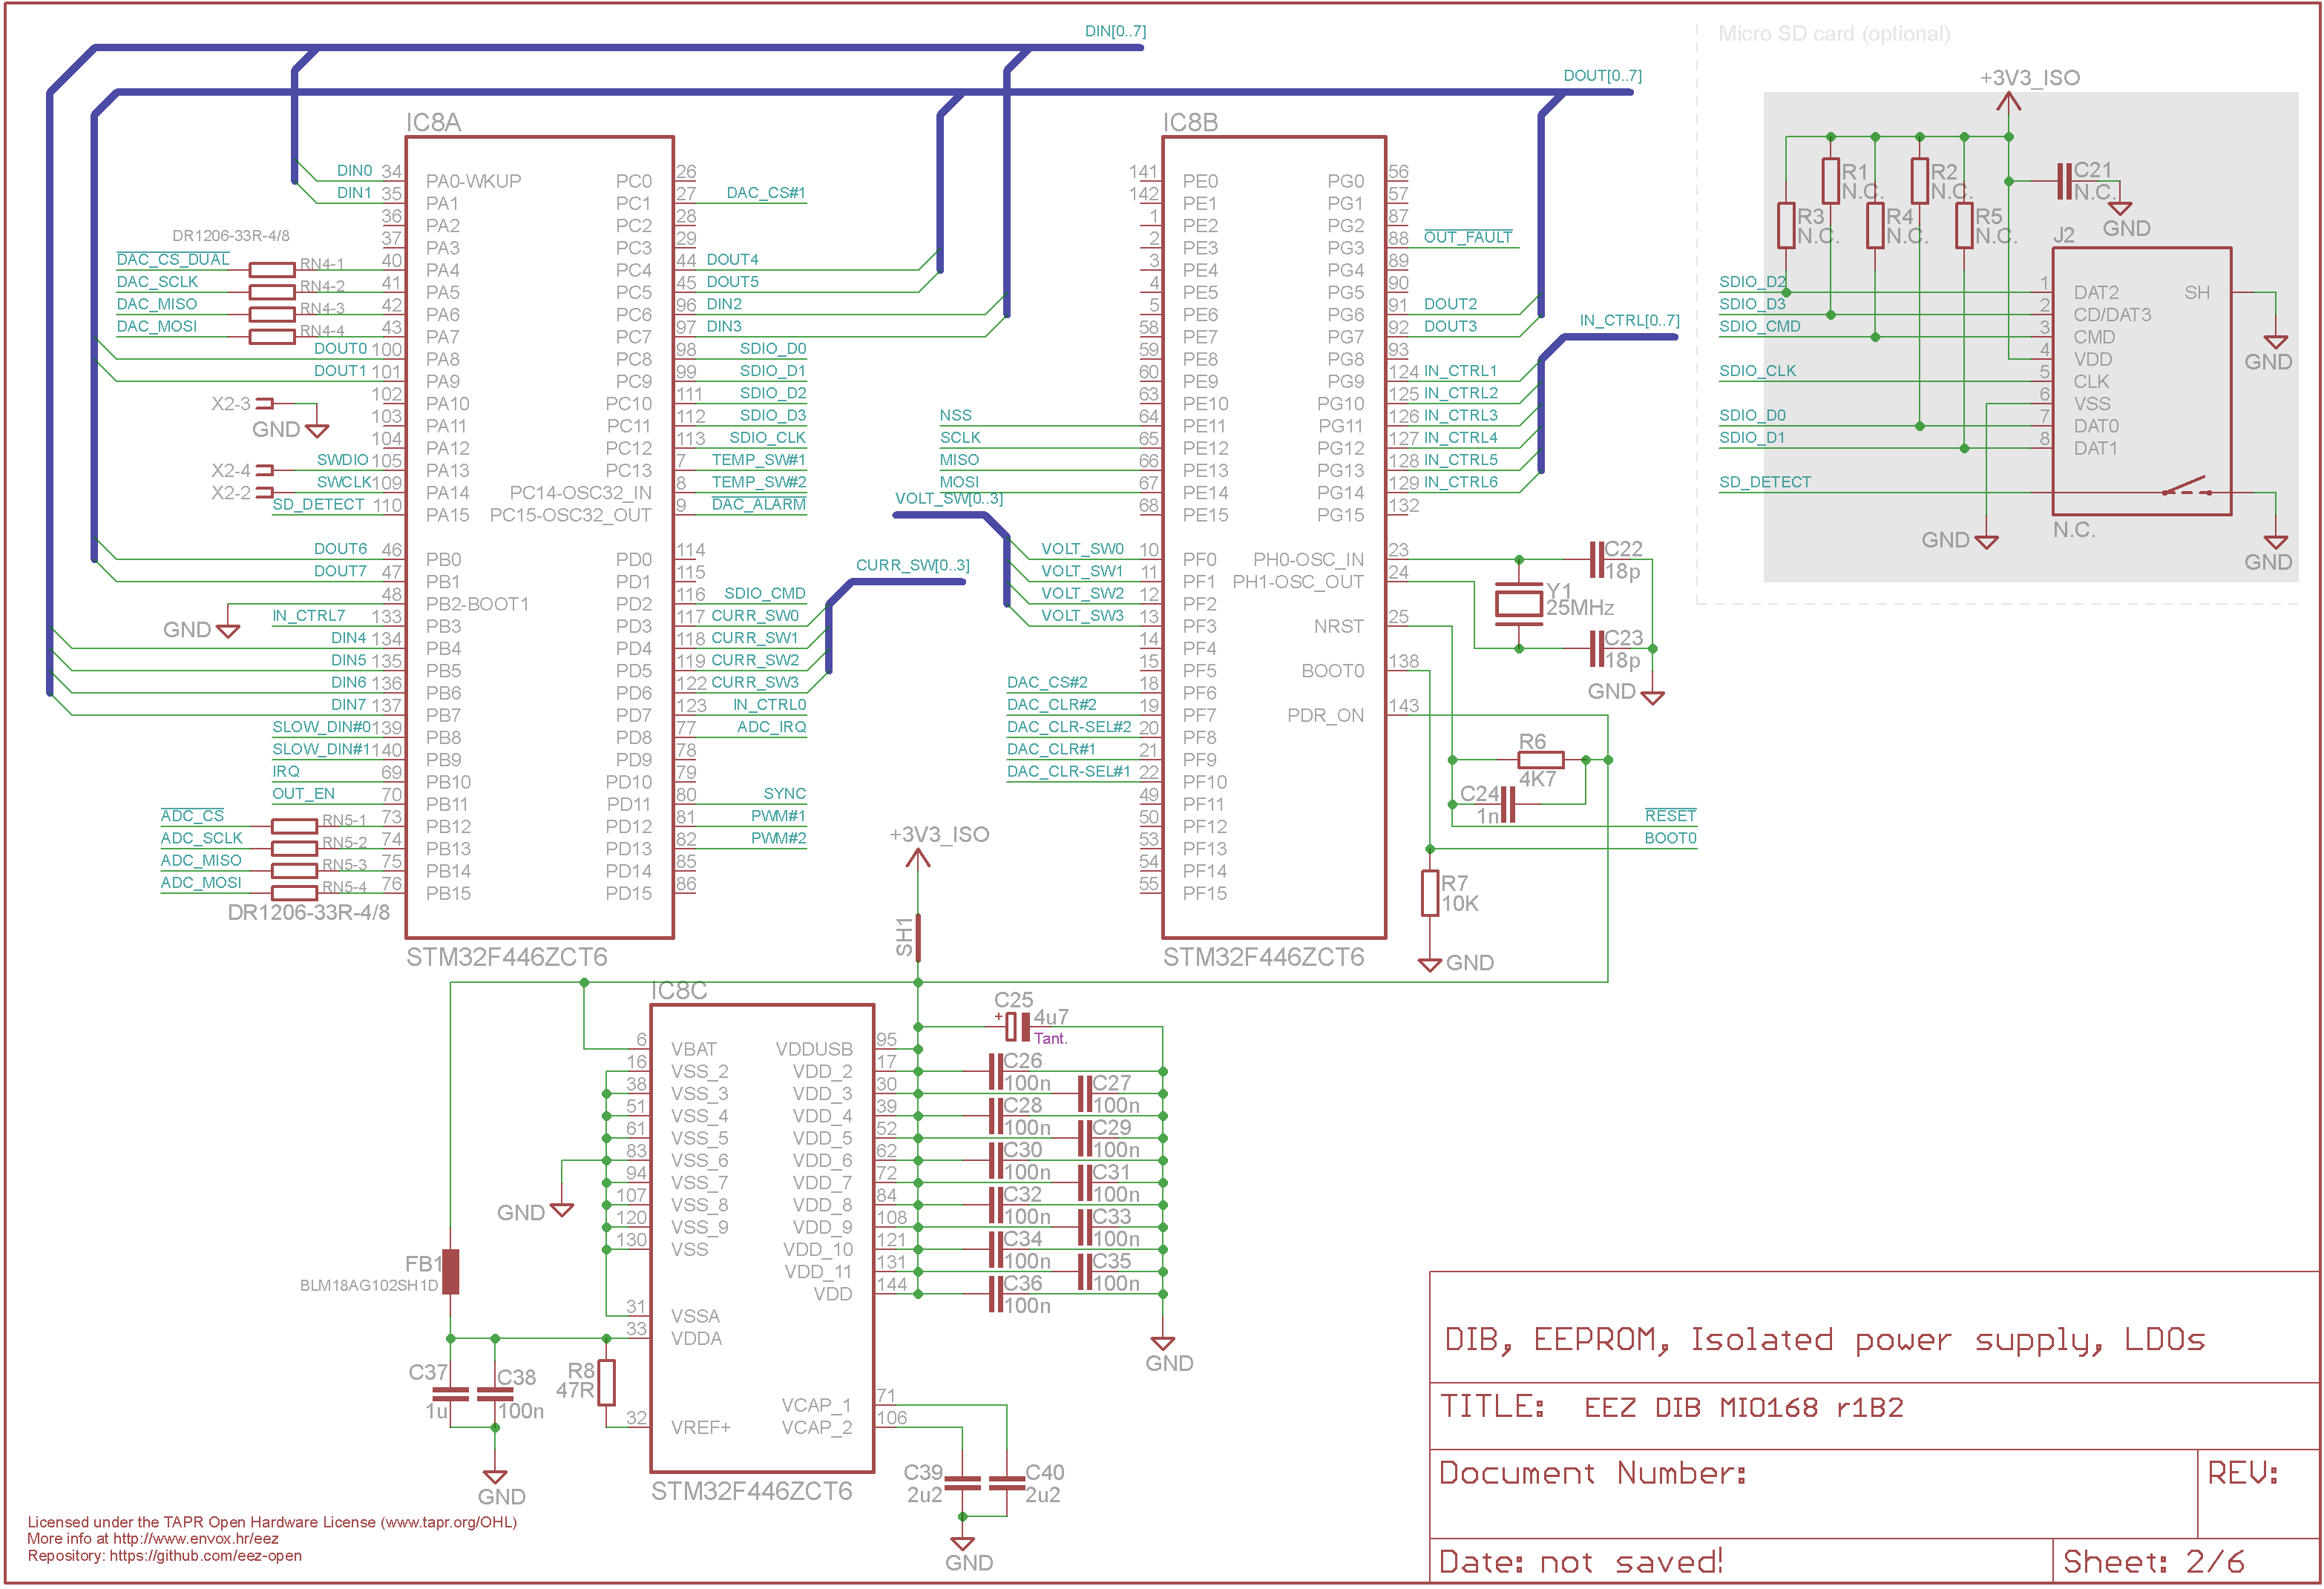 DIN[0..7]
DOUT[0..7]
Micro SD card (optional)
+3V3_ISO
IC8A
DIN0 34 PA0-WKUP
DIN1 35 PA1
36 PA2
37 PA3
DR1206-33R-4/8
DAC_CS_DUAL RN4-1 40 PA4
DAC_SCLK RN4-2 41 PA5
DAC_MISO RN4-3 42 PA6
DAC_MOSI RN4-4 43 PA7
DOUT0 100 PA8
DOUT1 101 PA9
X2-3 102 PA10
GND 103 PA11
104 PA12
X2-4 SWDIO 105 PA13
X2-2 SWCLK 109 PA14
SD_DETECT 110 PA15
DOUT6 46 PB0
DOUT7 47 PB1
48 PB2-BOOT1
GND
IN_CTRL7 133 PB3
DIN4 134 PB4
DIN5 135 PB5
DIN6 136 PB6
DIN7 137 PB7
SLOW_DIN#0 139 PB8
SLOW_DIN#1 140 PB9
IRQ 69 PB10
OUT_EN 70 PB11
ADC_CS RN5-1 73 PB12
ADC_SCLK RN5-2 74 PB13
ADC_MISO RN5-3 75 PB14
ADC_MOSI RN5-4 76 PB15
DR1206-33R-4/8
STM32F446ZCT6
PC0 26
PC1 27 DAC_CS#1
PC2 28
PC3 29
PC4 44 DOUT4
PC5 45 DOUT5
PC6 96 DIN2
PC7 97 DIN3
PC8 98 SDIO_D0
PC9 99 SDIO_D1
PC10 111 SDIO_D2
PC11 112 SDIO_D3
PC12 113 SDIO_CLK
PC13 7 TEMP_SW#1
PC14-OSC32_IN 8 TEMP_SW#2
PC15-OSC32_OUT 9 DAC_ALARM
PD0 114
PD1 115
PD2 116 SDIO_CMD
PD3 117 CURR_SW0
PD4 118 CURR_SW1
PD5 119 CURR_SW2
PD6 122 CURR_SW3
PD7 123 IN_CTRL0
PD8 77 ADC_IRQ
PD9 78
PD10 79
PD11 80 SYNC
PD12 81 PWM#1
PD13 82 PWM#2
PD14 85
PD15 86
CURR_SW[0..3]
VOLT_SW[0..3]
IC8B
141 PE0
142 PE1
1 PE2
2 PE3
3 PE4
4 PE5
5 PE6
58 PE7
59 PE8
60 PE9
63 PE10
NSS 64 PE11
SCLK 65 PE12
MISO 66 PE13
MOSI 67 PE14
68 PE15
VOLT_SW0 10 PF0
VOLT_SW1 11 PF1
VOLT_SW2 12 PF2
VOLT_SW3 13 PF3
14 PF4
15 PF5
DAC_CS#2 18 PF6
DAC_CLR#2 19 PF7
DAC_CLR-SEL#2 20 PF8
DAC_CLR#1 21 PF9
DAC_CLR-SEL#1 22 PF10
49 PF11
50 PF12
53 PF13
54 PF14
55 PF15
STM32F446ZCT6
PG0 56
PG1 57
PG2 87
PG3 88 OUT_FAULT
PG4 89
PG5 90
PG6 91 DOUT2
PG7 92 DOUT3
PG8 93
PG9 124 IN_CTRL1
PG10 125 IN_CTRL2
PG11 126 IN_CTRL3
PG12 127 IN_CTRL4
PG13 128 IN_CTRL5
PG14 129 IN_CTRL6
PG15 132
IN_CTRL[0..7]
PH0-OSC_IN 23
PH1-OSC_OUT 24
NRST 25
BOOT0 138
PDR_ON 143
C22
18p
Y1
25MHz
C23
18p
GND
R6
4K7
C24
1n
RESET
BOOT0
R7
10K
GND
R1
N.C.
R2
N.C.
R3
N.C.
R4
N.C.
R5
N.C.
C21
N.C.
GND
J2
SDIO_D2 1 DAT2 SH
SDIO_D3 2 CD/DAT3
SDIO_CMD 3 CMD
4 VDD
SDIO_CLK 5 CLK
6 VSS
SDIO_D0 7 DAT0
SDIO_D1 8 DAT1
SD_DETECT
GND
GND
N.C.
GND
+3V3_ISO
SH1
IC8C
6 VBAT
16 VSS_2
38 VSS_3
51 VSS_4
61 VSS_5
83 VSS_6
94 VSS_7
107 VSS_8
120 VSS_9
130 VSS
31 VSSA
33 VDDA
32 VREF+
GND
VDDUSB 95
VDD_2 17
VDD_3 30
VDD_4 39
VDD_5 52
VDD_6 62
VDD_7 72
VDD_8 84
VDD_9 108
VDD_10 121
VDD_11 131
VDD 144
VCAP_1 71
VCAP_2 106
STM32F446ZCT6
C25
+ 4u7
Tant.
C26
100n
C27
100n
C28
100n
C29
100n
C30
100n
C31
100n
C32
100n
C33
100n
C34
100n
C35
100n
C36
100n
GND
FB1
BLM18AG102SH1D
C37
1u
C38
100n
R8
47R
GND
C39
2u2
C40
2u2
GND
DIB, EEPROM, Isolated power supply, LDOs
TITLE: EEZ DIB MIO168 r1B2
Document Number:
REV:
Date: not saved!
Sheet: 2/6
Licensed under the TAPR Open Hardware License (www.tapr.org/OHL)
More info at http://www.envox.hr/eez
Repository: https://github.com/eez-open